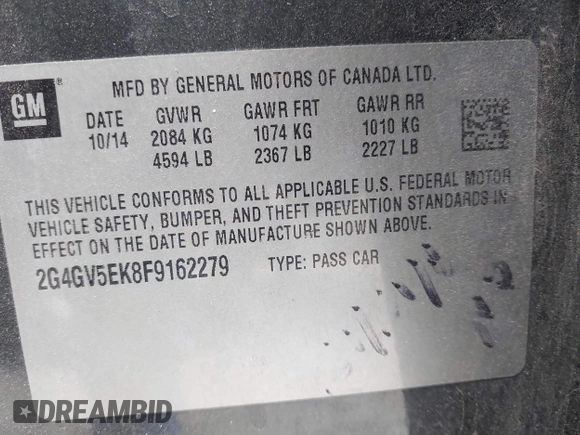 GM ®
MFD BY GENERAL MOTORS OF CANADA LTD.
DATE GVWR GAWR FRT GAWR RR
10/14 2084 KG 1074 KG 1010 KG
4594 LB 2367 LB 2227 LB
THIS VEHICLE CONFORMS TO ALL APPLICABLE U.S. FEDERAL MOTOR
VEHICLE SAFETY, BUMPER, AND THEFT PREVENTION STANDARDS IN
EFFECT ON THE DATE OF MANUFACTURE SHOWN ABOVE.
2G4GV5EK8F9162279 TYPE: PASS CAR
DREAMBID